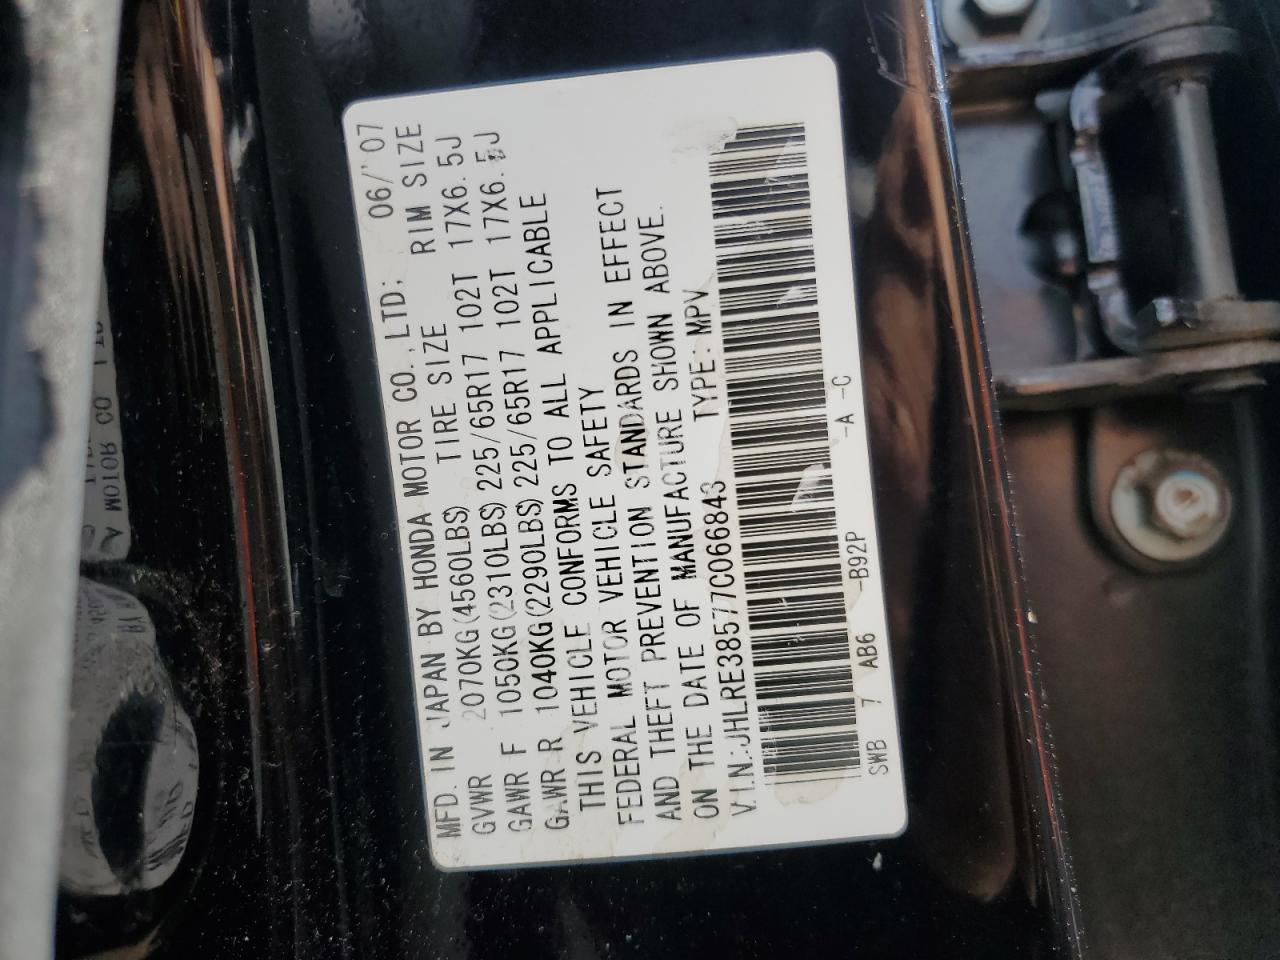 MFD. IN JAPAN BY HONDA MOTOR CO., LTD; 06/'07
GVWR 2070KG(4560LBS) TIRE SIZE RIM SIZE
GAWR F 1050KG(2310LBS) 225/65R17 102T 17X6.5J
GAWR R 1040KG(2290LBS) 225/65R17 102T 17X6.5J
THIS VEHICLE CONFORMS TO ALL APPLICABLE
FEDERAL MOTOR VEHICLE SAFETY
AND THEFT PREVENTION STANDARDS IN EFFECT
ON THE DATE OF MANUFACTURE SHOWN ABOVE.
V.I.N.:JHLRE38577C066843 TYPE:MPV
SWB 7 AB6 -B92P -A -C
A MOTOR CO LTD